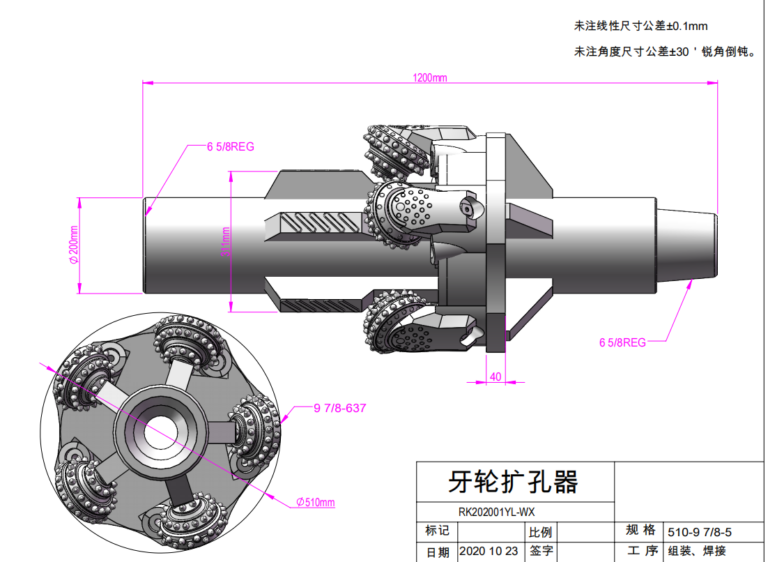 未注线性尺寸公差±0.1mm
未注角度尺寸公差±30＇锐角倒钝。
1200mm
6 5/8REG
∅200mm
311mm
6 5/8REG
40
9 7/8-637
∅510mm
牙轮扩孔器
RK202001YL-WX
标记 比例 规格 510-9 7/8-5
日期 2020 10 23 签字 工序 组装、焊接